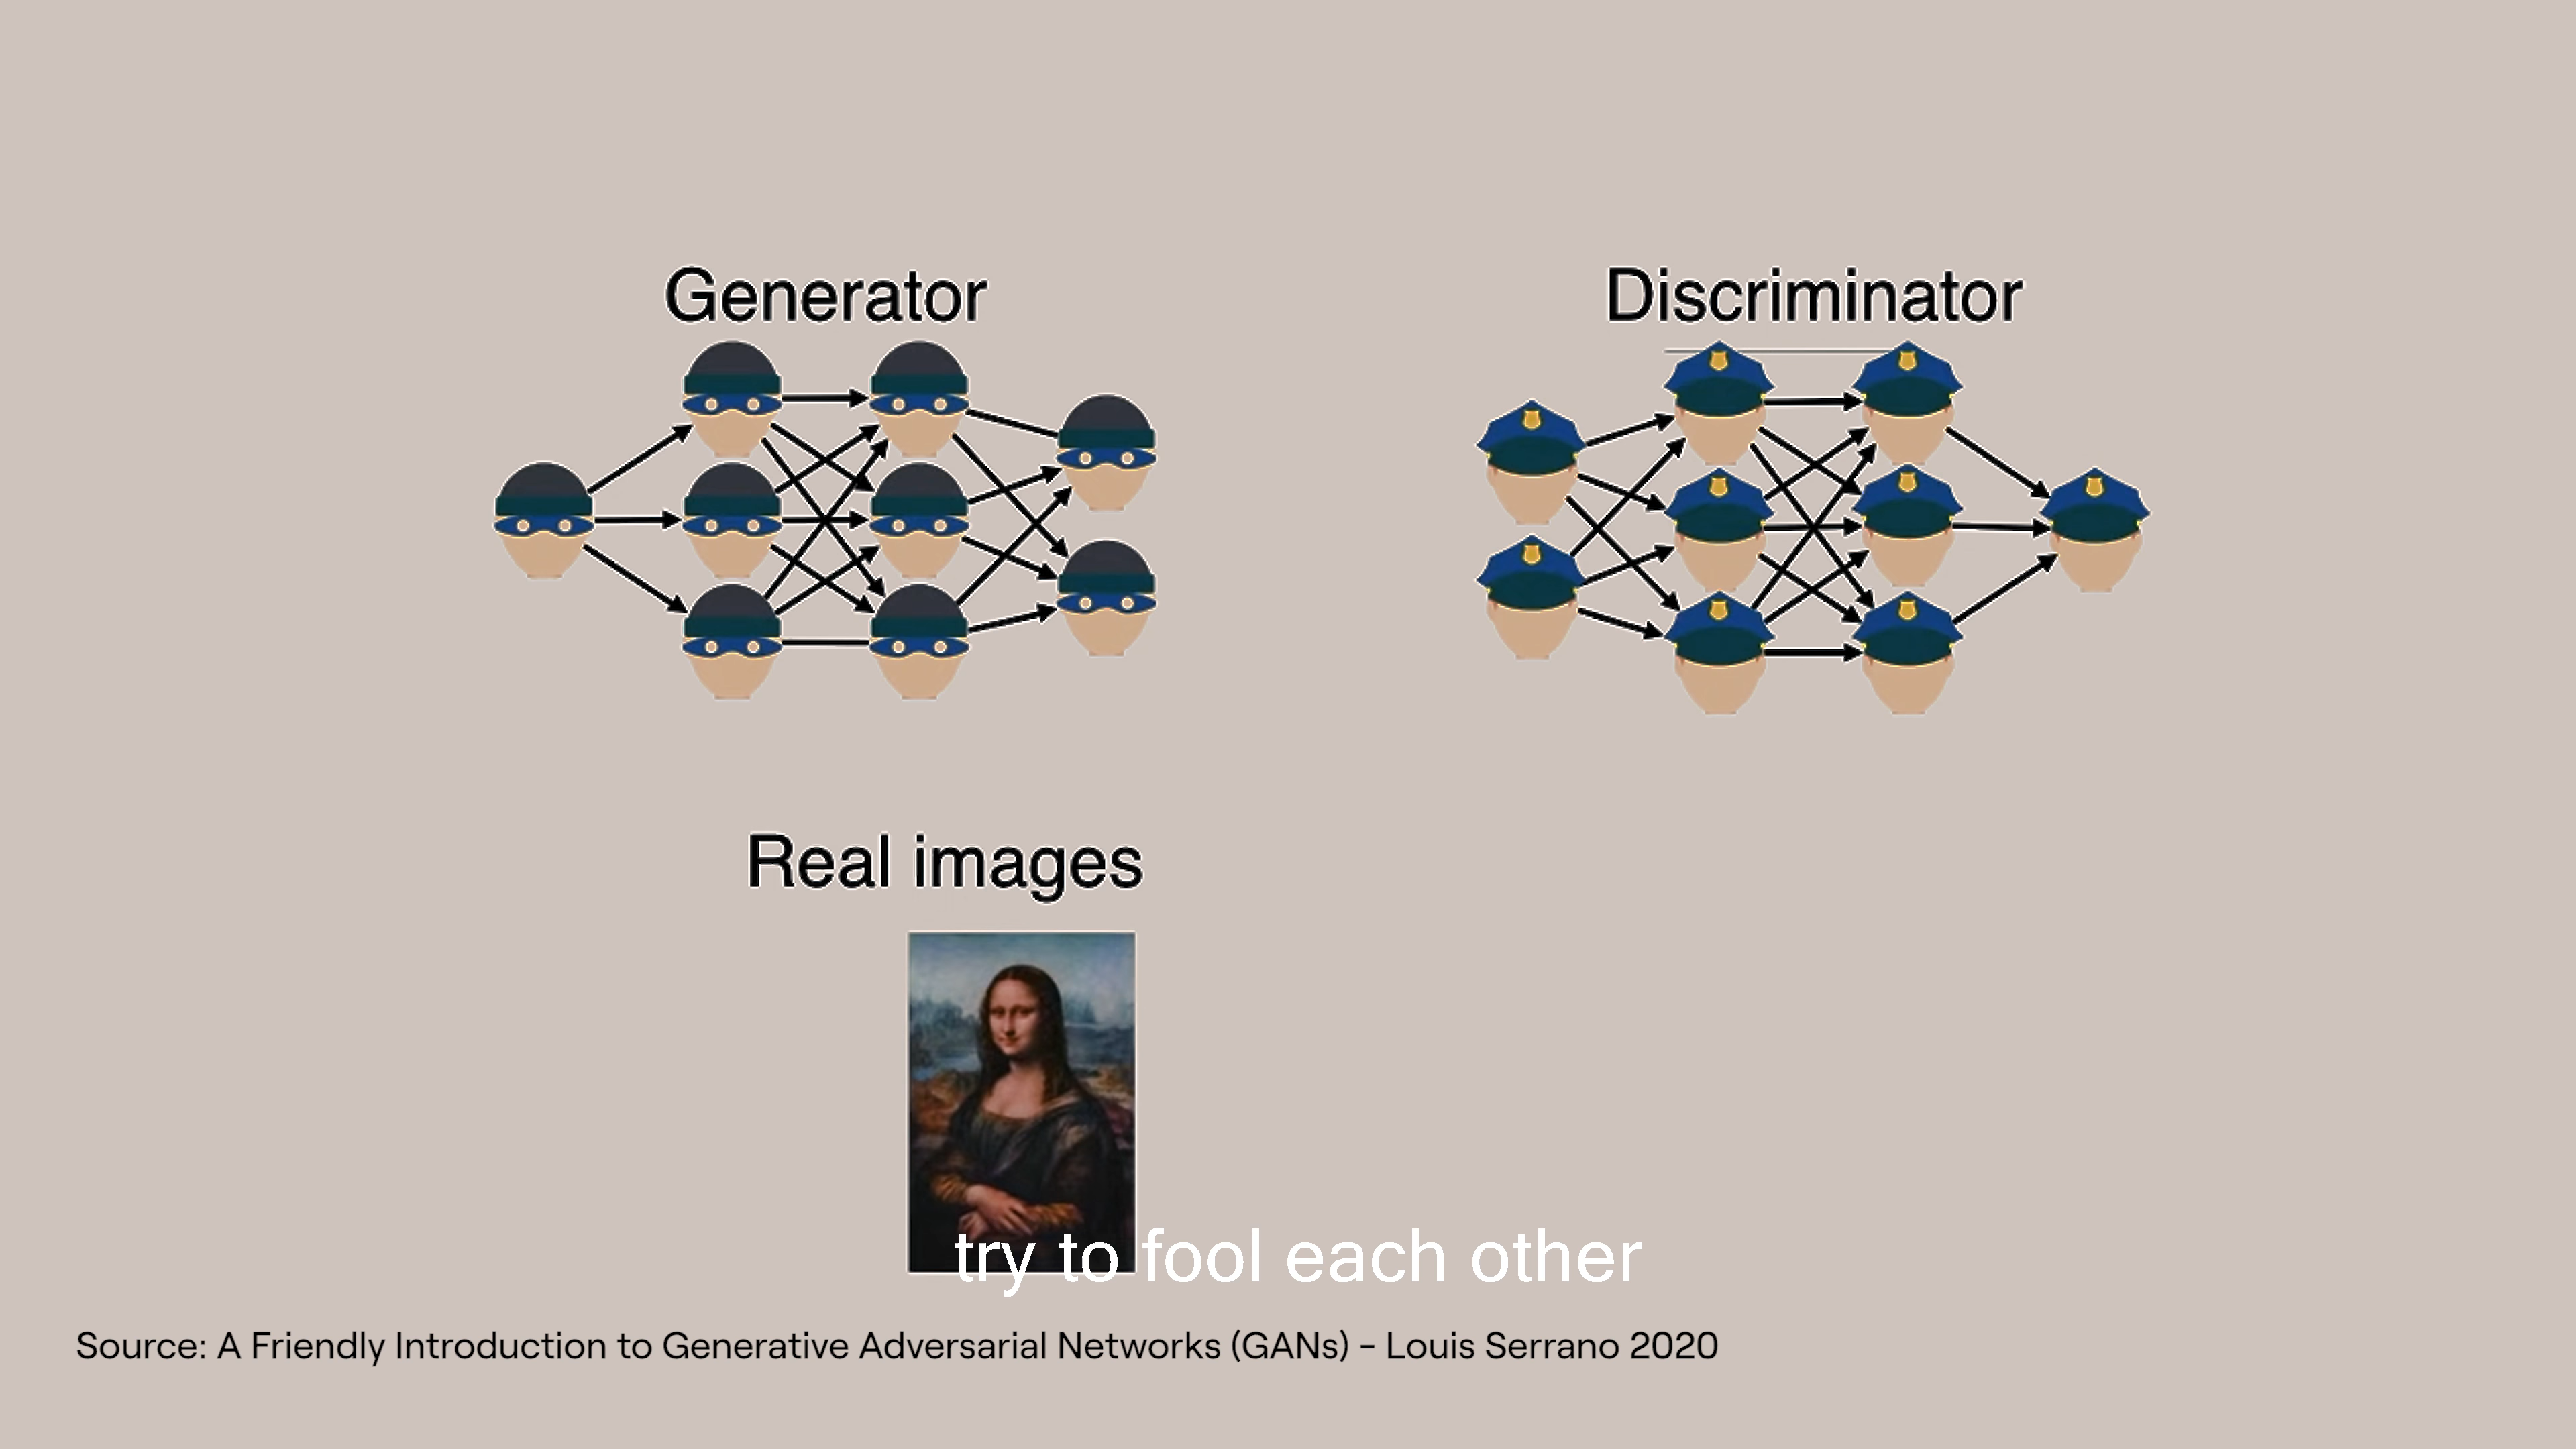 Generator
Discriminator
Real images
try to fool each other
Source: A Friendly Introduction to Generative Adversarial Networks (GANs) – Louis Serrano 2020